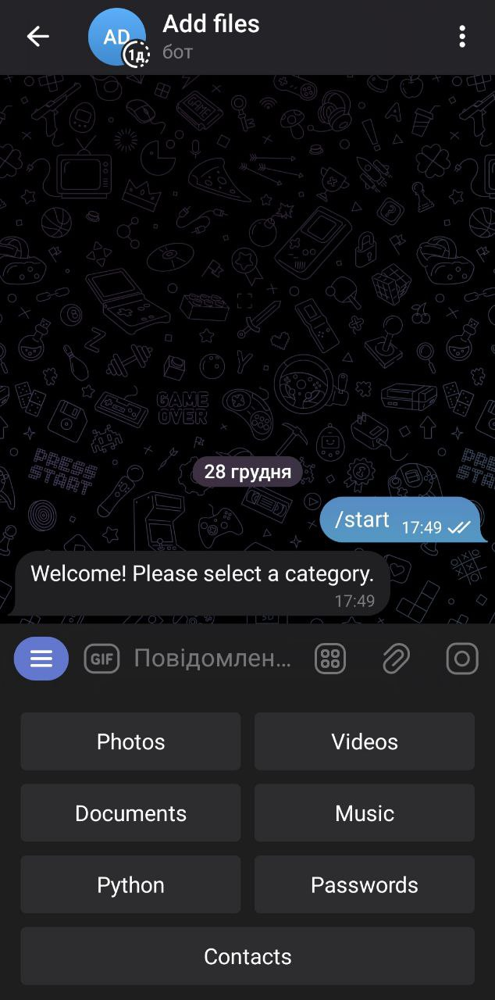 AD
1д
Add files
бот
GAME
GAME
OVER
PRESS
START
28 грудня
/start 17:49
Welcome! Please select a category.
17:49
GIF Повідомлен...
Photos Videos
Documents Music
Python Passwords
Contacts